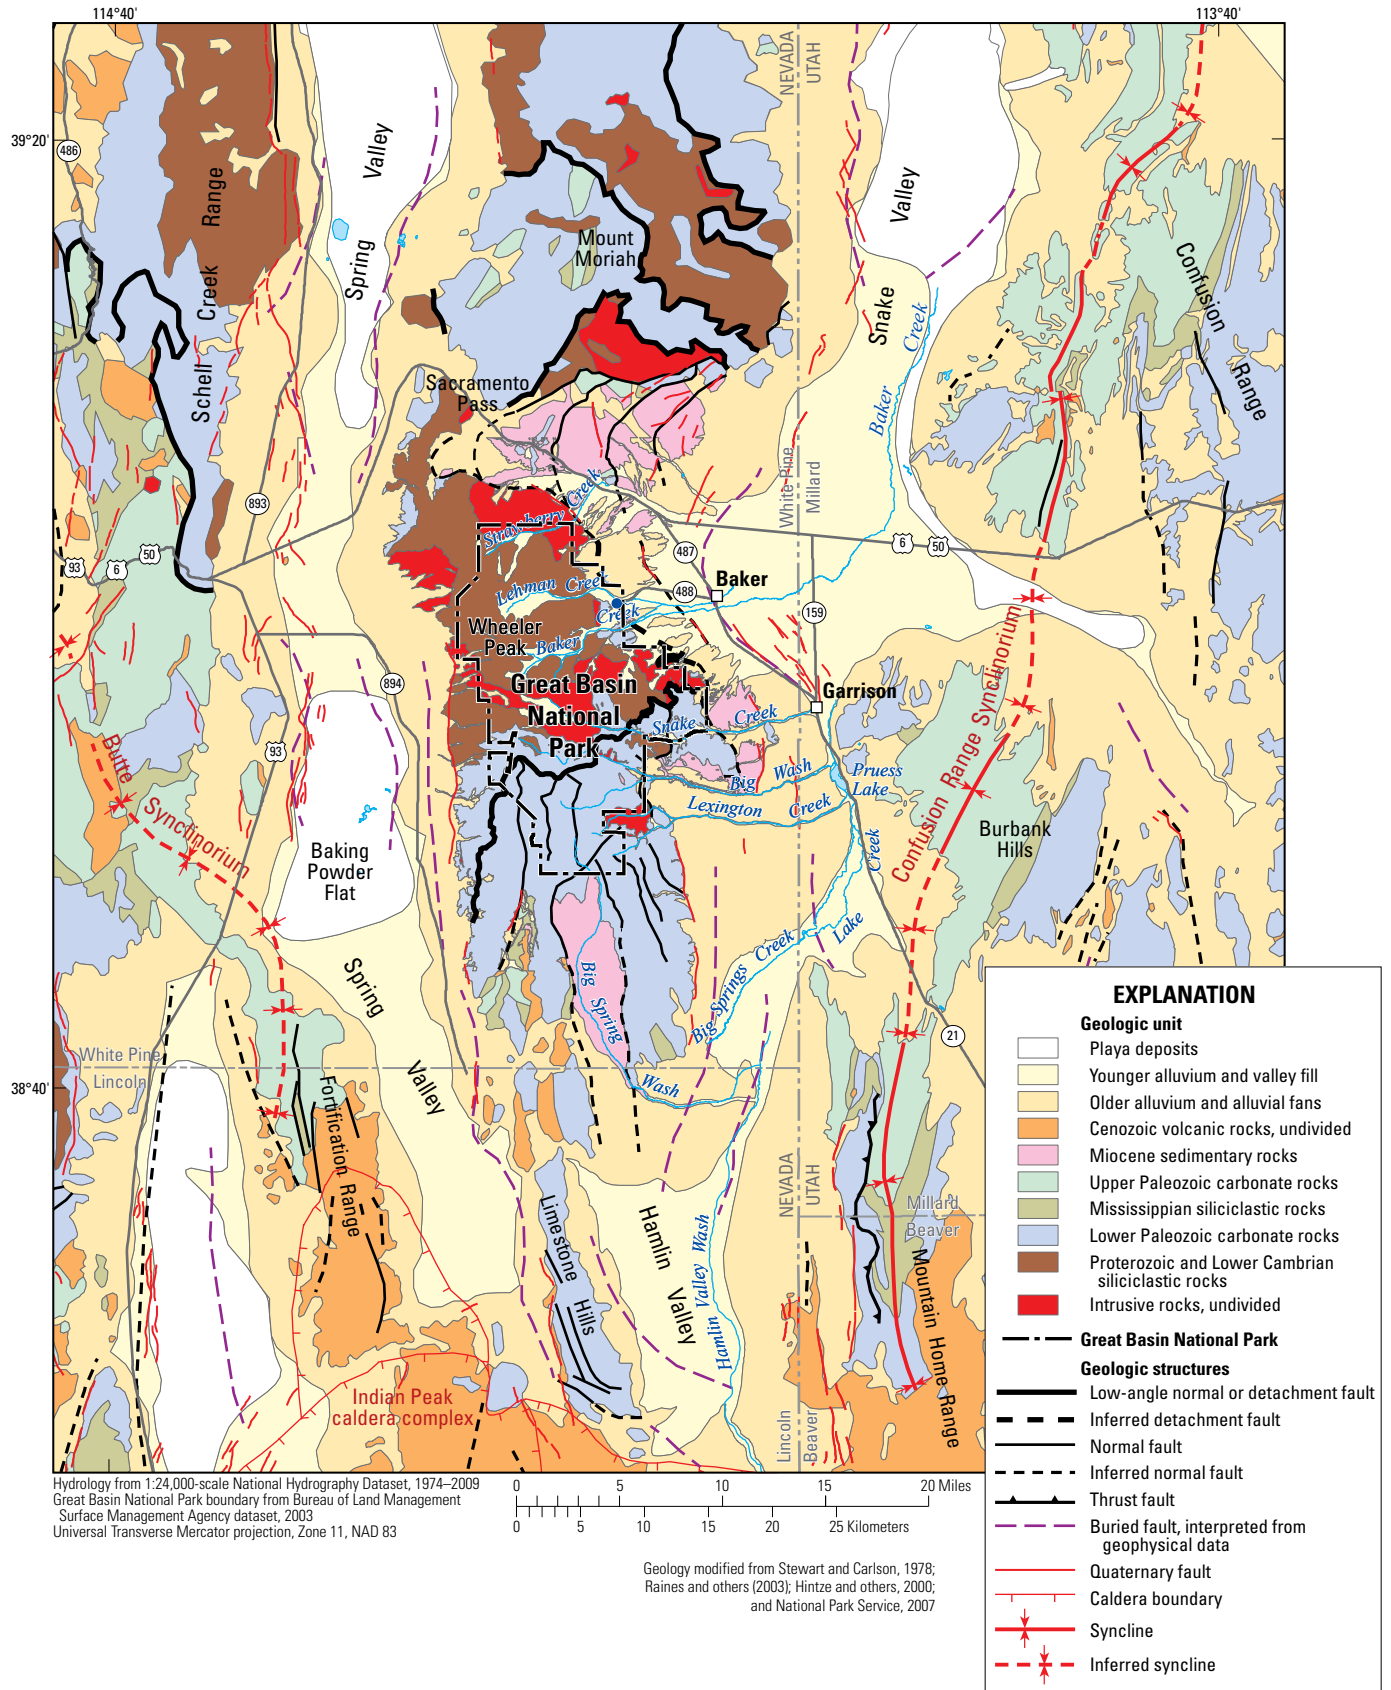 114°40'
113°40'
39°20'
38°40'
NEVADA
UTAH
486
Schell Creek Range
Spring Valley
Mount
Moriah
Snake Valley
Confusion Range
Baker Creek
Sacramento
Pass
White Pine
Millard
893
93
6
50
Strawberry Creek
487
6
50
Lehman Creek
488
Baker
Creek
159
Wheeler
Peak
Baker
Great Basin
National
Park
894
Garrison
Snake Creek
93
Confusion Range Synclinorium
Butte Synclinorium
Big Wash
Pruess
Lake
Lexington Creek
Burbank
Hills
Baking
Powder
Flat
Lake Creek
Big Springs Creek
Spring Valley
Big Spring Wash
21
White Pine
Lincoln
Fortification Range
NEVADA
UTAH
Millard
Beaver
Limestone Hills
Hamlin Valley
Hamlin Valley Wash
Mountain Home Range
Indian Peak
caldera complex
Lincoln
Beaver
EXPLANATION
Geologic unit
Playa deposits
Younger alluvium and valley fill
Older alluvium and alluvial fans
Cenozoic volcanic rocks, undivided
Miocene sedimentary rocks
Upper Paleozoic carbonate rocks
Mississippian siliciclastic rocks
Lower Paleozoic carbonate rocks
Proterozoic and Lower Cambrian
siliciclastic rocks
Intrusive rocks, undivided
Great Basin National Park
Geologic structures
Low-angle normal or detachment fault
Inferred detachment fault
Normal fault
Inferred normal fault
Thrust fault
Buried fault, interpreted from
geophysical data
Quaternary fault
Caldera boundary
Syncline
Inferred syncline
Hydrology from 1:24,000-scale National Hydrography Dataset, 1974–2009
Great Basin National Park boundary from Bureau of Land Management
Surface Management Agency dataset, 2003
Universal Transverse Mercator projection, Zone 11, NAD 83
0 5 10 15 20 Miles
0 5 10 15 20 25 Kilometers
Geology modified from Stewart and Carlson, 1978;
Raines and others (2003); Hintze and others, 2000;
and National Park Service, 2007